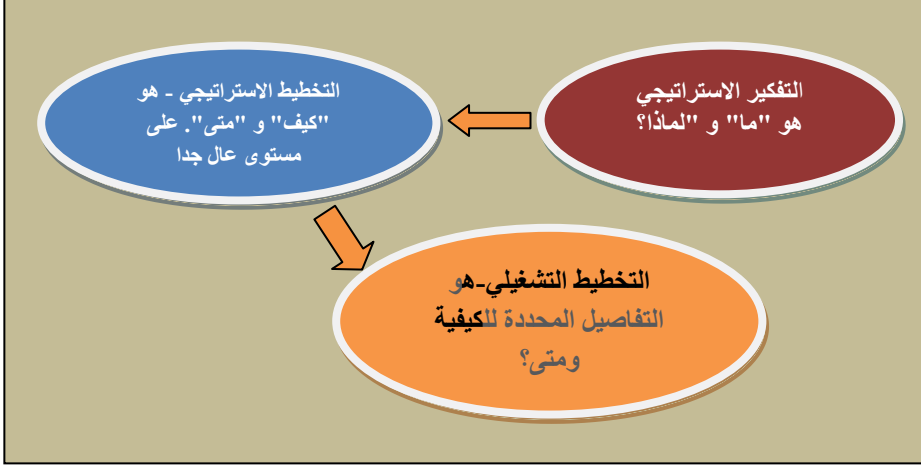 التفكير الاستراتيجي
هو "ما" و "لماذا؟
التخطيط الاستراتيجي - هو
"كيف" و "متى". على
مستوى عال جدا
التخطيط التشغيلي-هو
التفاصيل المحددة للكيفية
ومتى؟